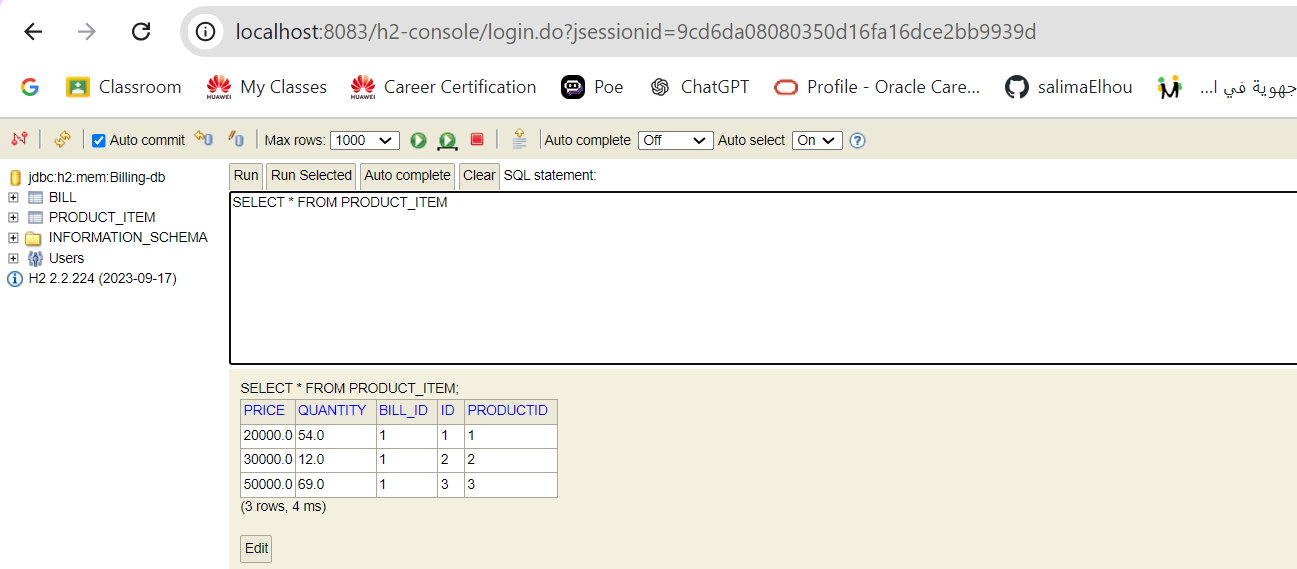 localhost:8083/h2-console/login.do?jsessionid=9cd6da08080350d16fa16dce2bb9939d
Classroom HUAWEI My Classes HUAWEI Career Certification Poe ChatGPT Profile - Oracle Care... salimaElhou جهوية في ا...
Auto commit Max rows: 1000 Auto complete Off Auto select On
jdbc:h2:mem:Billing-db
BILL
PRODUCT_ITEM
INFORMATION_SCHEMA
Users
H2 2.2.224 (2023-09-17)
Run Run Selected Auto complete Clear SQL statement:
SELECT * FROM PRODUCT_ITEM
SELECT * FROM PRODUCT_ITEM;
PRICE QUANTITY BILL_ID ID PRODUCTID
20000.0 54.0 1 1 1
30000.0 12.0 1 2 2
50000.0 69.0 1 3 3
(3 rows, 4 ms)
Edit